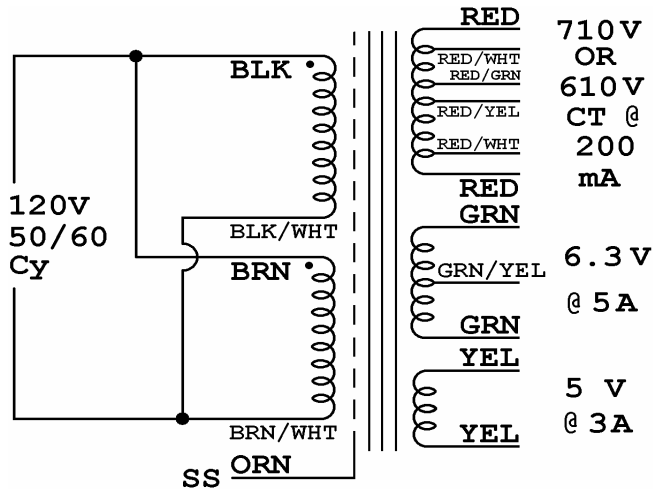 RED
710V
OR
610V
CT @
200
mA
BLK
RED/WHT
RED/GRN
RED/YEL
RED/WHT
RED
120V
50/60
Cy
BLK/WHT
GRN
BRN
GRN/YEL
6.3V
@ 5A
GRN
YEL
5 V
@ 3A
BRN/WHT
YEL
SS ORN